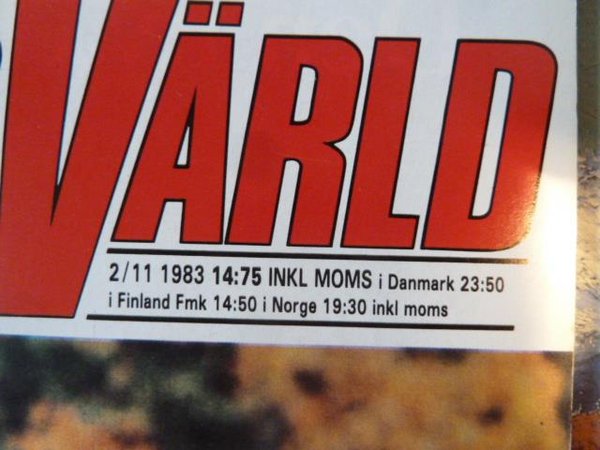 VÄRLD
2/11 1983 14:75 INKL MOMS i Danmark 23:50
i Finland Fmk 14:50 i Norge 19:30 inkl moms